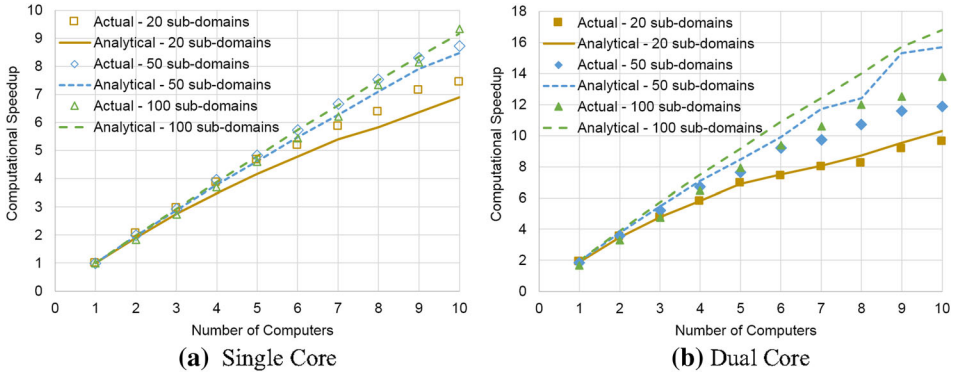 10
9
8
7
6
5
4
3
2
1
0
Computational Speedup
Actual - 20 sub-domains
Analytical - 20 sub-domains
Actual - 50 sub-domains
Analytical - 50 sub-domains
Actual - 100 sub-domains
Analytical - 100 sub-domains
0 1 2 3 4 5 6 7 8 9 10
Number of Computers
(a) Single Core
18
16
14
12
10
8
6
4
2
0
Computational Speedup
Actual - 20 sub-domains
Analytical - 20 sub-domains
Actual - 50 sub-domains
Analytical - 50 sub-domains
Actual - 100 sub-domains
Analytical - 100 sub-domains
0 1 2 3 4 5 6 7 8 9 10
Number of Computers
(b) Dual Core